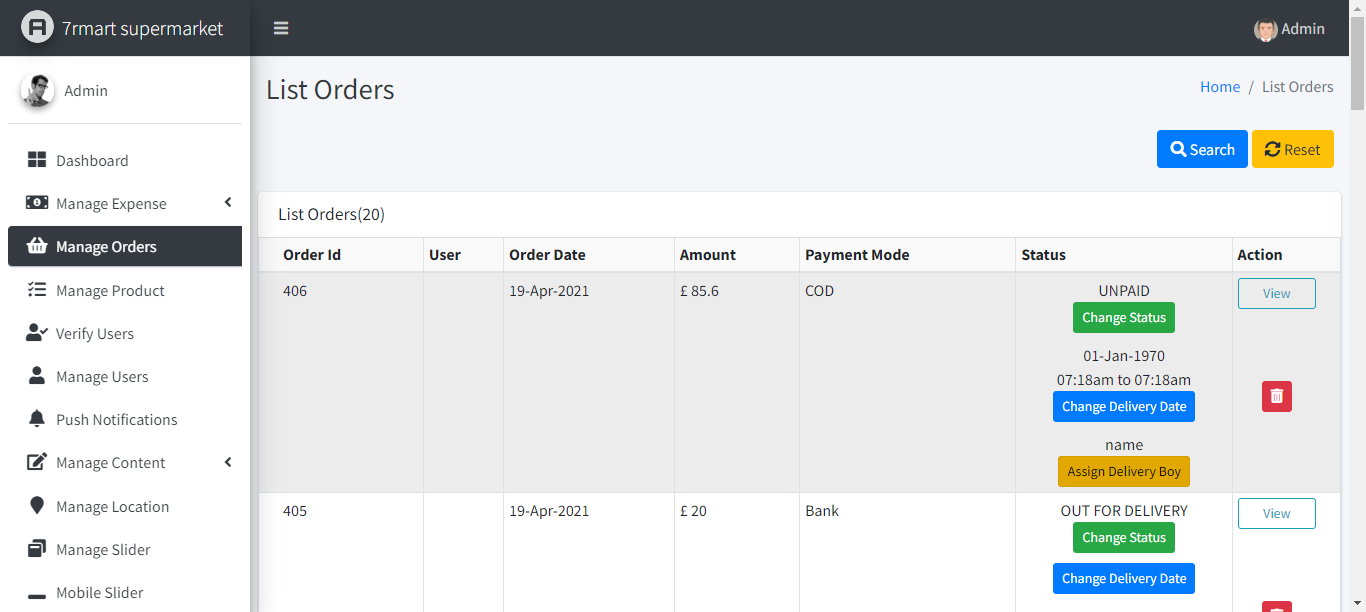 7rmart supermarket
Admin
Admin
List Orders
Home / List Orders
Search
Reset
Dashboard
Manage Expense
Manage Orders
Manage Product
Verify Users
Manage Users
Push Notifications
Manage Content
Manage Location
Manage Slider
Mobile Slider
List Orders(20)
Order Id User Order Date Amount Payment Mode Status Action
406 19-Apr-2021 £ 85.6 COD UNPAID View
Change Status
01-Jan-1970
07:18am to 07:18am
Change Delivery Date
name
Assign Delivery Boy
405 19-Apr-2021 £ 20 Bank OUT FOR DELIVERY View
Change Status
Change Delivery Date